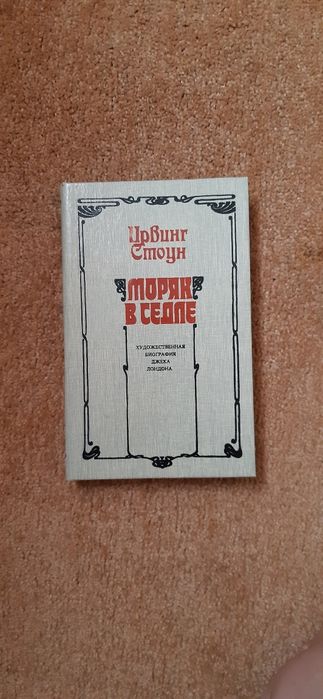 Ирвинг
Стоун
МОРЯК
В СЕДЛЕ
ХУДОЖЕСТВЕННАЯ
БИОГРАФИЯ
ДЖЕКА
ЛОНДОНА